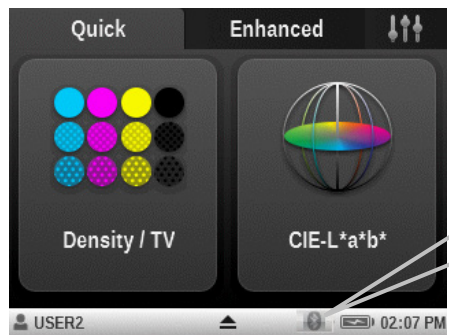 Quick Enhanced
Density / TV CIE-L*a*b*
USER2 02:07 PM